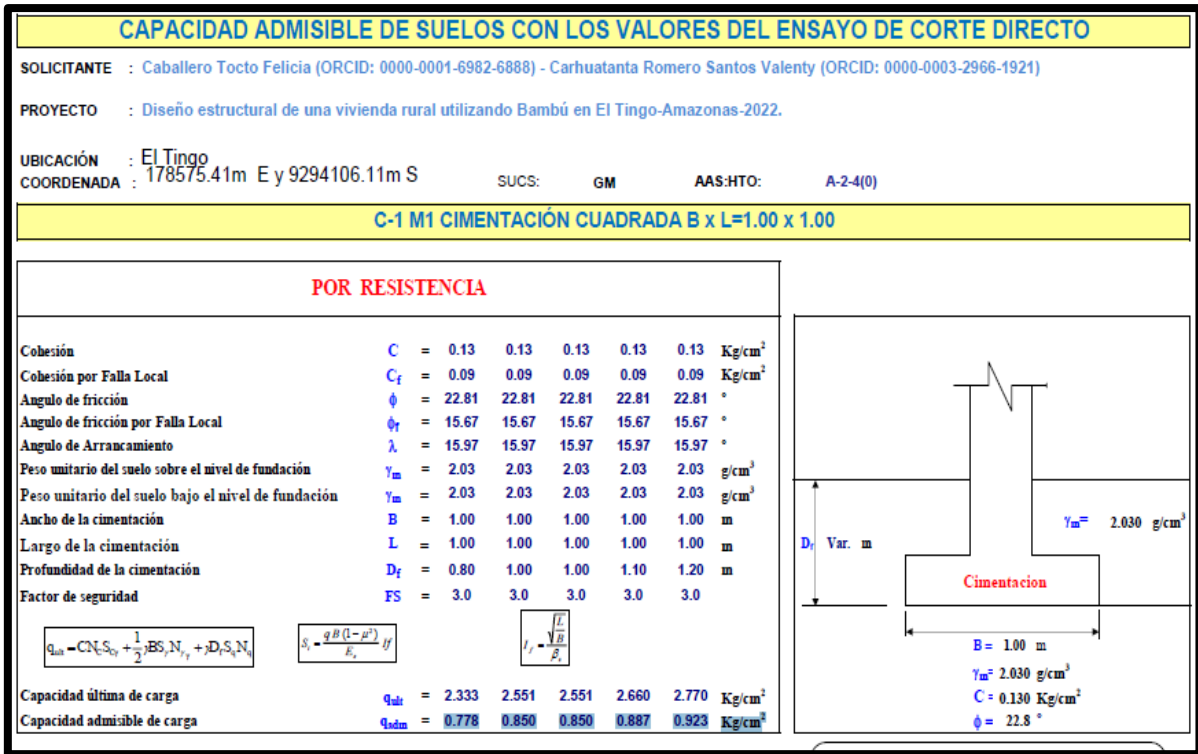 CAPACIDAD ADMISIBLE DE SUELOS CON LOS VALORES DEL ENSAYO DE CORTE DIRECTO
SOLICITANTE : Caballero Tocto Felicia (ORCID: 0000-0001-6982-6888) - Carhuatanta Romero Santos Valenty (ORCID: 0000-0003-2966-1921)
PROYECTO : Diseño estructural de una vivienda rural utilizando Bambú en El Tingo-Amazonas-2022.
UBICACIÓN : El Tingo
COORDENADA : 178575.41m E y 9294106.11m S SUCS: GM AAS:HTO: A-2-4(0)
C-1 M1 CIMENTACIÓN CUADRADA B x L=1.00 x 1.00
POR RESISTENCIA
Cohesión C = 0.13 0.13 0.13 0.13 0.13 Kg/cm²
Cohesión por Falla Local Cf = 0.09 0.09 0.09 0.09 0.09 Kg/cm²
Angulo de fricción ϕ = 22.81 22.81 22.81 22.81 22.81 °
Angulo de fricción por Falla Local ϕf = 15.67 15.67 15.67 15.67 15.67 °
Angulo de Arrancamiento λ = 15.97 15.97 15.97 15.97 15.97 °
Peso unitario del suelo sobre el nivel de fundación γm = 2.03 2.03 2.03 2.03 2.03 g/cm³
Peso unitario del suelo bajo el nivel de fundación γm = 2.03 2.03 2.03 2.03 2.03 g/cm³
Ancho de la cimentación B = 1.00 1.00 1.00 1.00 1.00 m
Largo de la cimentación L = 1.00 1.00 1.00 1.00 1.00 m
Profundidad de la cimentación Df = 0.80 1.00 1.00 1.10 1.20 m
Factor de seguridad FS = 3.0 3.0 3.0 3.0 3.0
Capacidad última de carga qult = 2.333 2.551 2.551 2.660 2.770 Kg/cm²
Capacidad admisible de carga qadm = 0.778 0.850 0.850 0.887 0.923 Kg/cm²
γm= 2.030 g/cm³
Df Var. m
Cimentacion
B = 1.00 m
γm= 2.030 g/cm³
C = 0.130 Kg/cm²
ϕ = 22.8 °